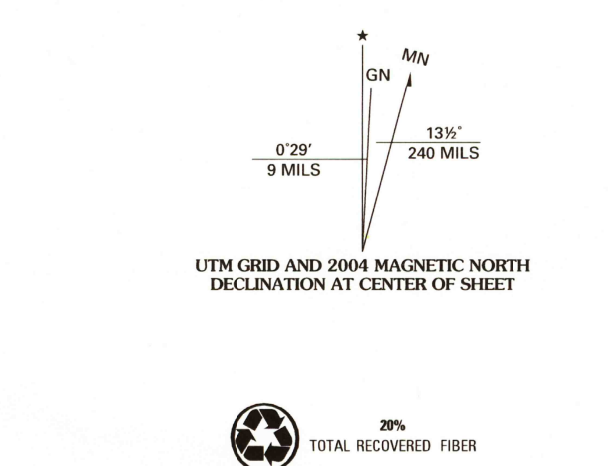 ★
MN
GN
13½°
240 MILS
0°29′
9 MILS
UTM GRID AND 2004 MAGNETIC NORTH
DECLINATION AT CENTER OF SHEET
20%
TOTAL RECOVERED FIBER